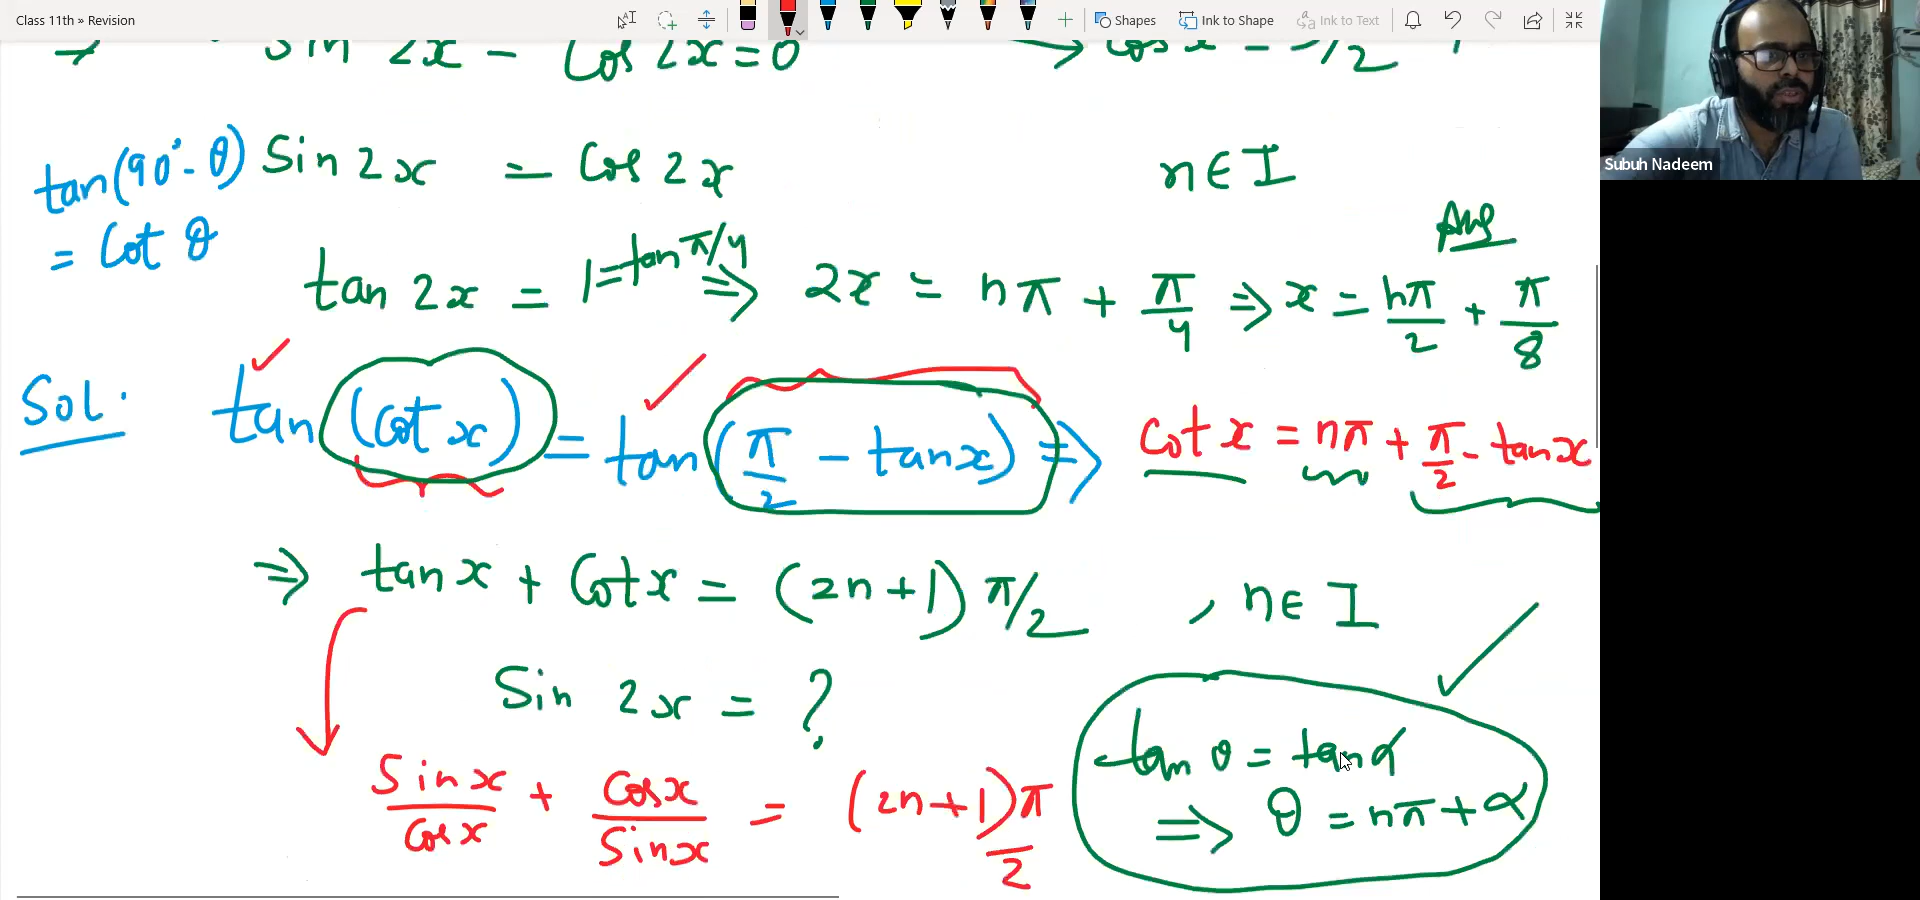 Class 11th » Revision
Shapes Ink to Shape Ink to Text
Sin 2x - Cos 2x = 0
Subuh Nadeem
tan(90° - θ)
= Cot θ
Sin 2x = Cos 2x
n ∈ I
Ans
tan 2x = 1 = tan π/4 ⇒ 2x = nπ + π/4 ⇒ x = nπ/2 + π/8
Sol. tan (cot x) = tan (π/2 - tan x) ⇒ cot x = nπ + π/2 - tan x
⇒ tan x + Cot x = (2n+1) π/2 , n ∈ I
Sin 2x = ?
Sin x/Cos x + Cos x/Sin x = (2n+1)π/2
tan θ = tan α
⇒ θ = nπ + α